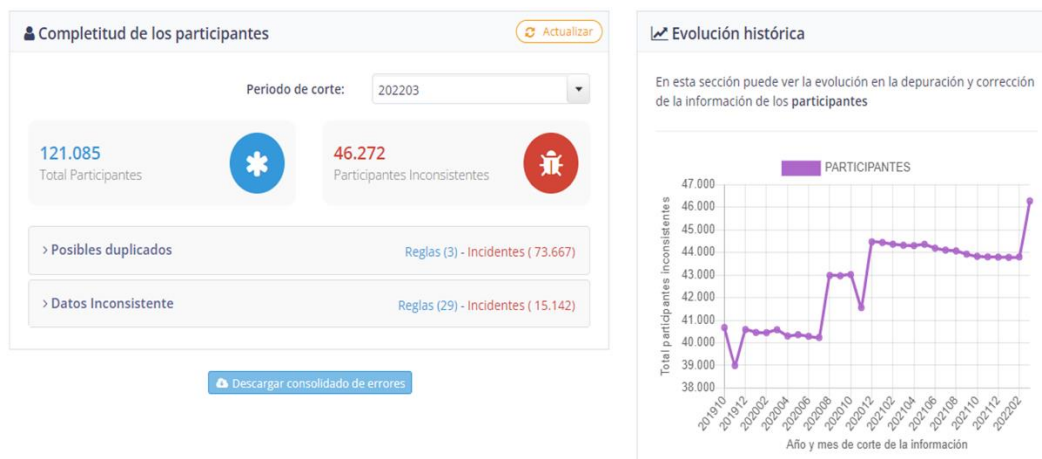 Completitud de los participantes
Actualizar
Periodo de corte:
202203
121.085
Total Participantes
46.272
Participantes Inconsistentes
> Posibles duplicados
Reglas (3) - Incidentes ( 73.667)
> Datos Inconsistente
Reglas (29) - Incidentes ( 15.142)
Descargar consolidado de errores
Evolución histórica
En esta sección puede ver la evolución en la depuración y corrección
de la información de los participantes
PARTICIPANTES
Total participantes inconsistentes
47.000
46.000
45.000
44.000
43.000
42.000
41.000
40.000
39.000
38.000
201910
201912
202002
202004
202006
202008
202010
202012
202102
202104
202106
202108
202110
202112
202202
Año y mes de corte de la información